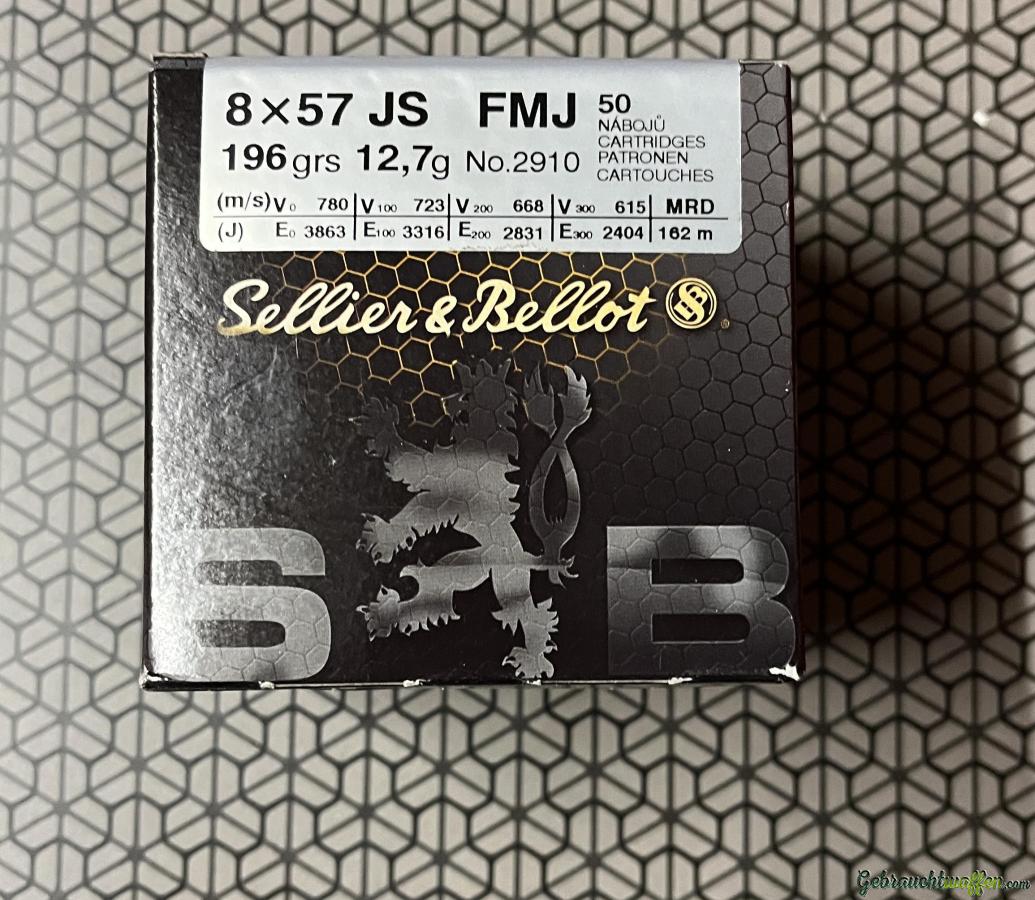 8×57 JS FMJ 50
NÁBOJŮ
CARTRIDGES
196 grs 12,7g No.2910 PATRONEN
CARTOUCHES
(m/s) V0 780 V100 723 V200 668 V300 615 MRD
(J) E0 3863 E100 3316 E200 2831 E300 2404 162 m
Sellier & Bellot SB ®
S B
Gebrauchtwaffen.com